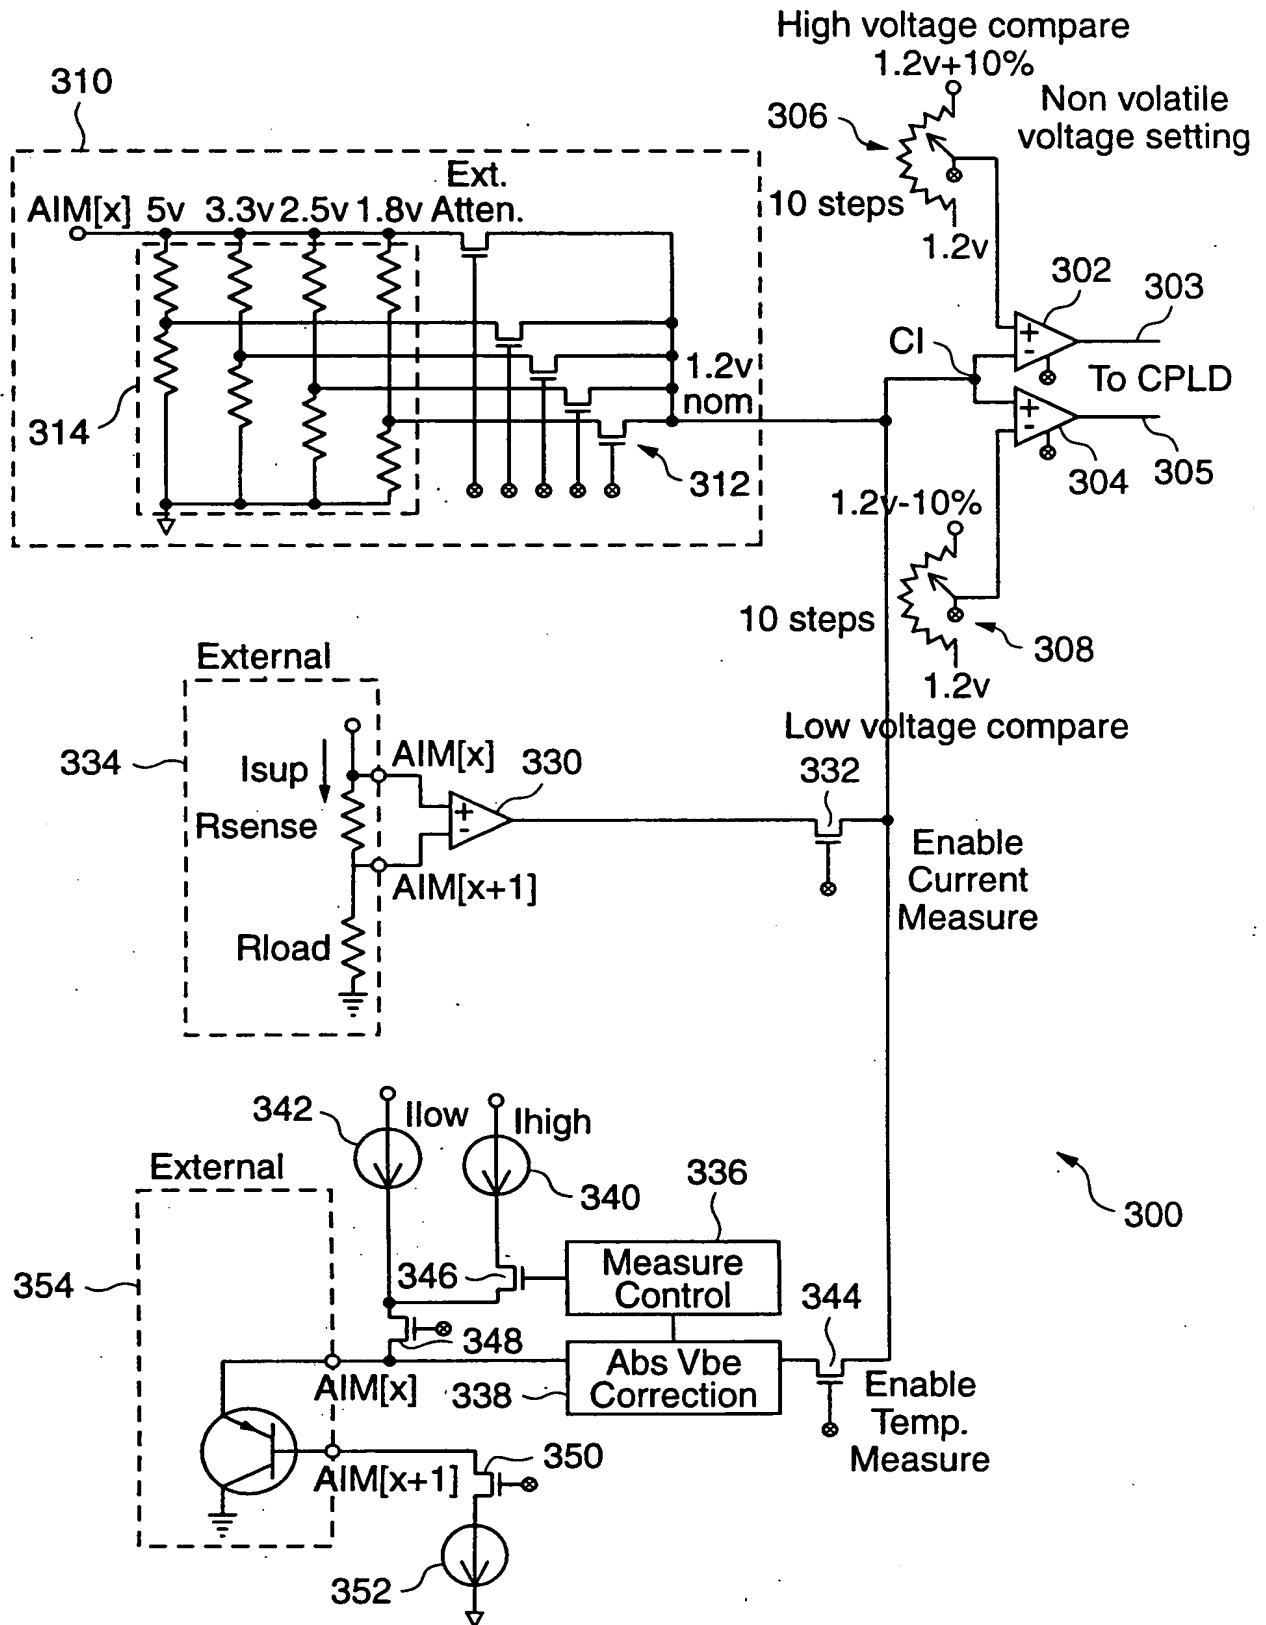 High voltage compare
1.2v+10%
310
306
Non volatile
voltage setting
Ext.
AIM[x] 5v 3.3v 2.5v 1.8v Atten.
10 steps
1.2v
302
303
CI
+
-
1.2v
nom
To CPLD
314
+
-
312
304
305
1.2v-10%
10 steps
308
External
1.2v
Low voltage compare
334
Isup
AIM[x]
330
332
Rsense
+
-
Enable
Current
Measure
AIM[x+1]
Rload
342
Ilow
Ihigh
External
340
336
300
354
346
Measure
Control
344
348
Abs Vbe
Correction
AIM[x]
338
Enable
Temp.
Measure
350
AIM[x+1]
352